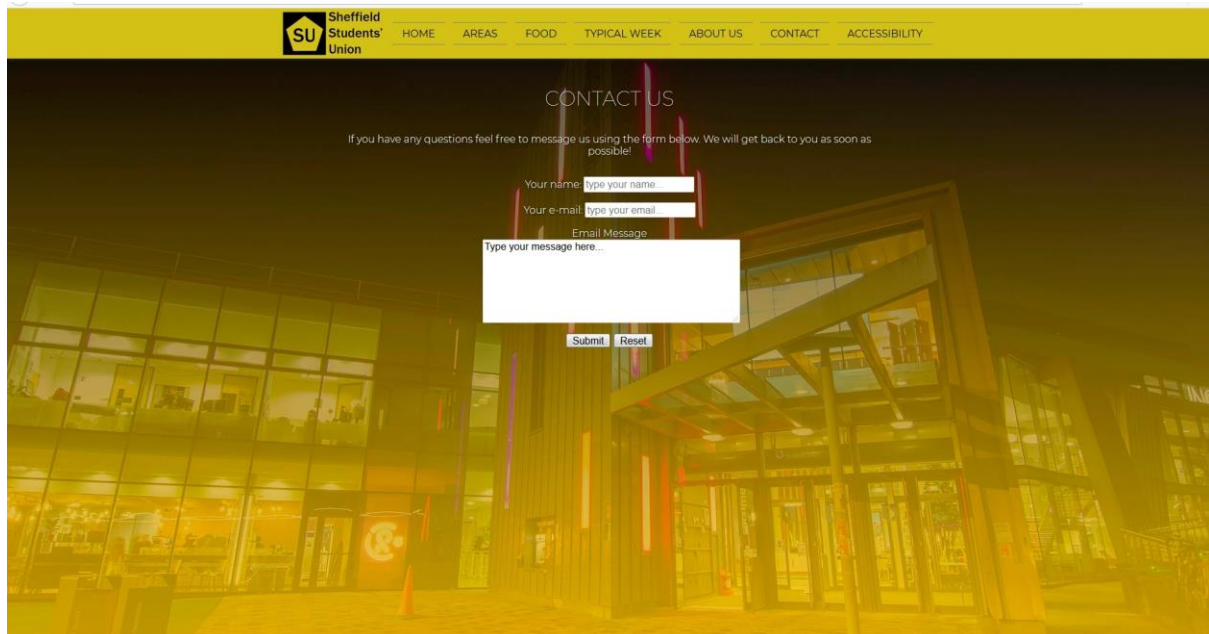 Sheffield
Students'
Union
SU
HOME AREAS FOOD TYPICAL WEEK ABOUT US CONTACT ACCESSIBILITY
CONTACT US
If you have any questions feel free to message us using the form below. We will get back to you as soon as
possible!
Your name: type your name...
Your e-mail: type your email...
Email Message
Type your message here...
Submit Reset